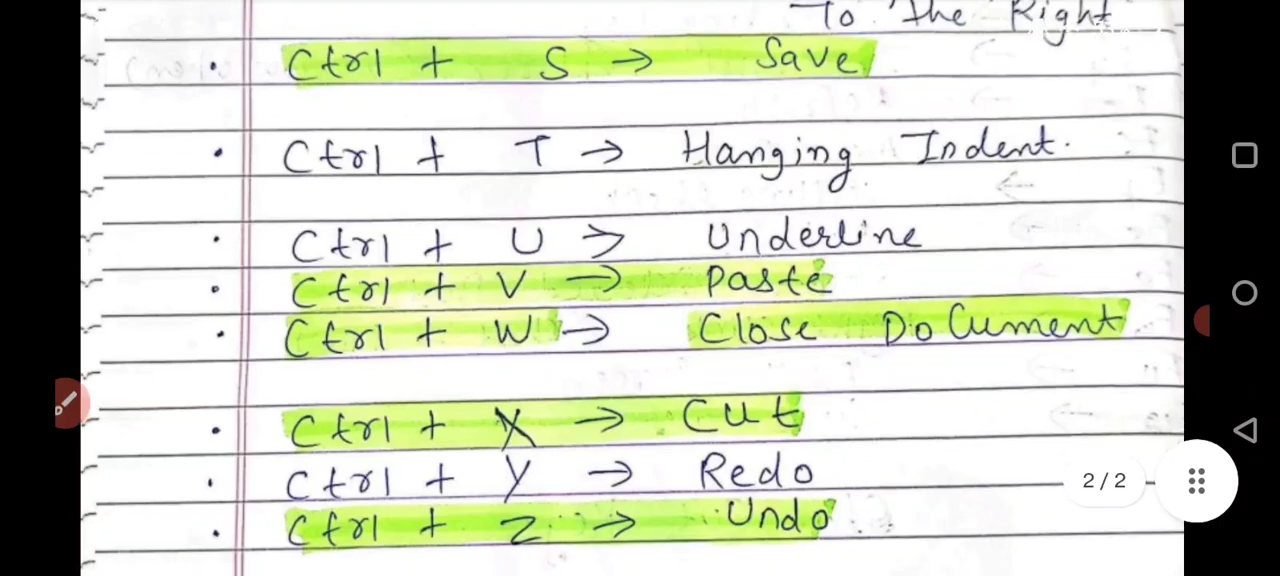 To the Right
. Ctrl + S → Save
. Ctrl + T → Hanging Indent.
. Ctrl + U → Underline
. Ctrl + V → Paste
. Ctrl + W → Close Document
. Ctrl + X → Cut
. Ctrl + Y → Redo
. Ctrl + Z → Undo
2/2